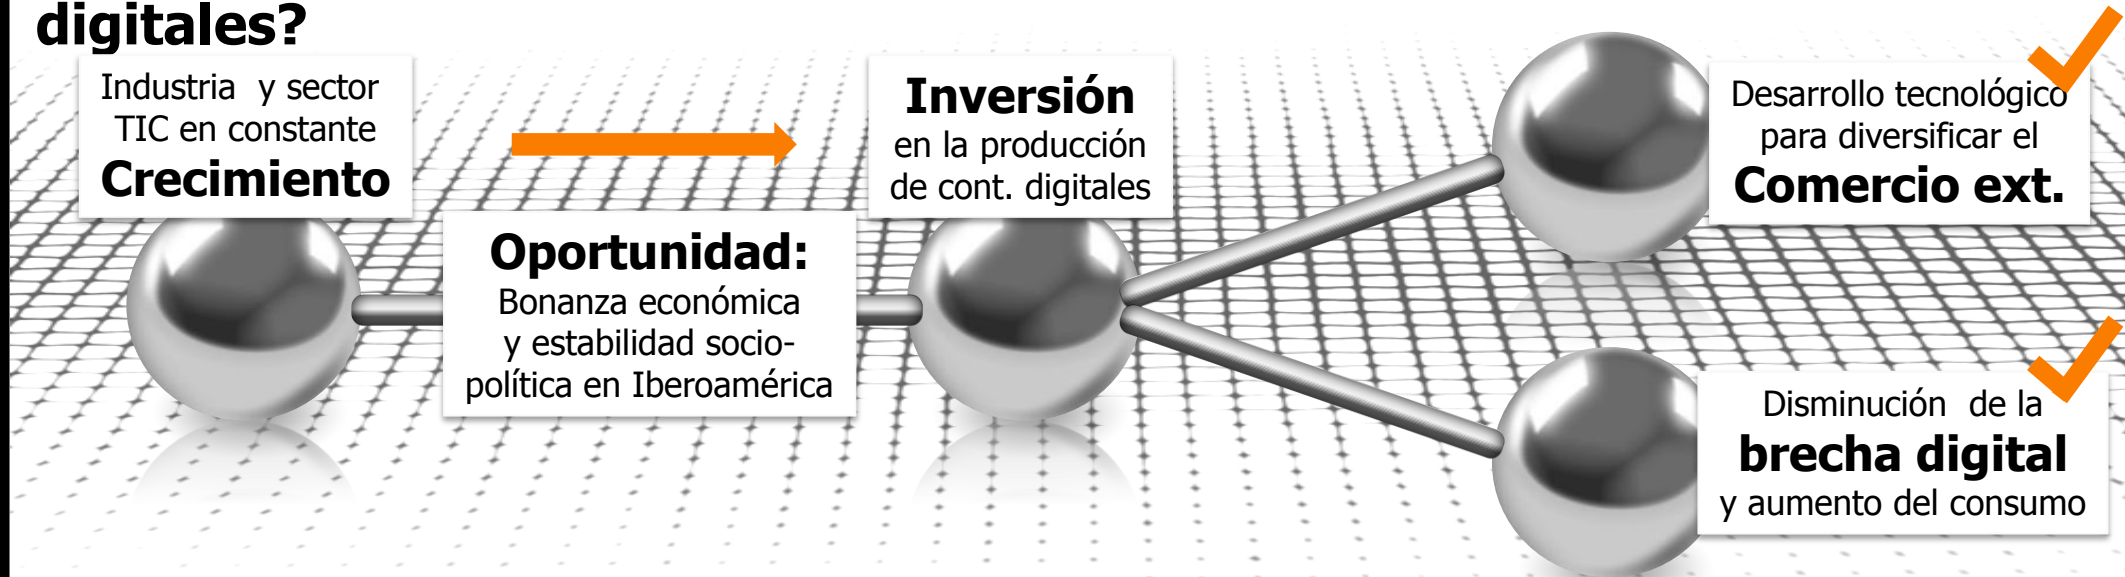 digitales?
Industria y sector
TIC en constante
Crecimiento
Oportunidad:
Bonanza económica
y estabilidad socio-
política en Iberoamérica
Inversión
en la producción
de cont. digitales
Desarrollo tecnológico
para diversificar el
Comercio ext.
Disminución de la
brecha digital
y aumento del consumo